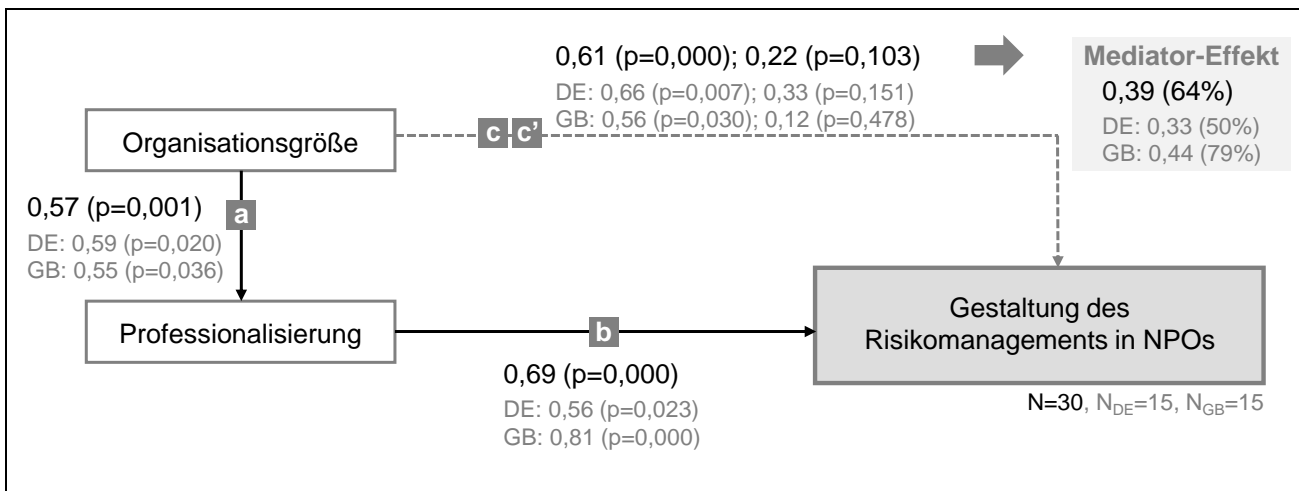 0,61 (p=0,000); 0,22 (p=0,103)
DE: 0,66 (p=0,007); 0,33 (p=0,151)
GB: 0,56 (p=0,030); 0,12 (p=0,478)
Mediator-Effekt
0,39 (64%)
DE: 0,33 (50%)
GB: 0,44 (79%)
Organisationsgröße
c c’
0,57 (p=0,001)
a
DE: 0,59 (p=0,020)
GB: 0,55 (p=0,036)
Professionalisierung
b
Gestaltung des
Risikomanagements in NPOs
0,69 (p=0,000)
DE: 0,56 (p=0,023)
GB: 0,81 (p=0,000)
N=30, N_DE=15, N_GB=15